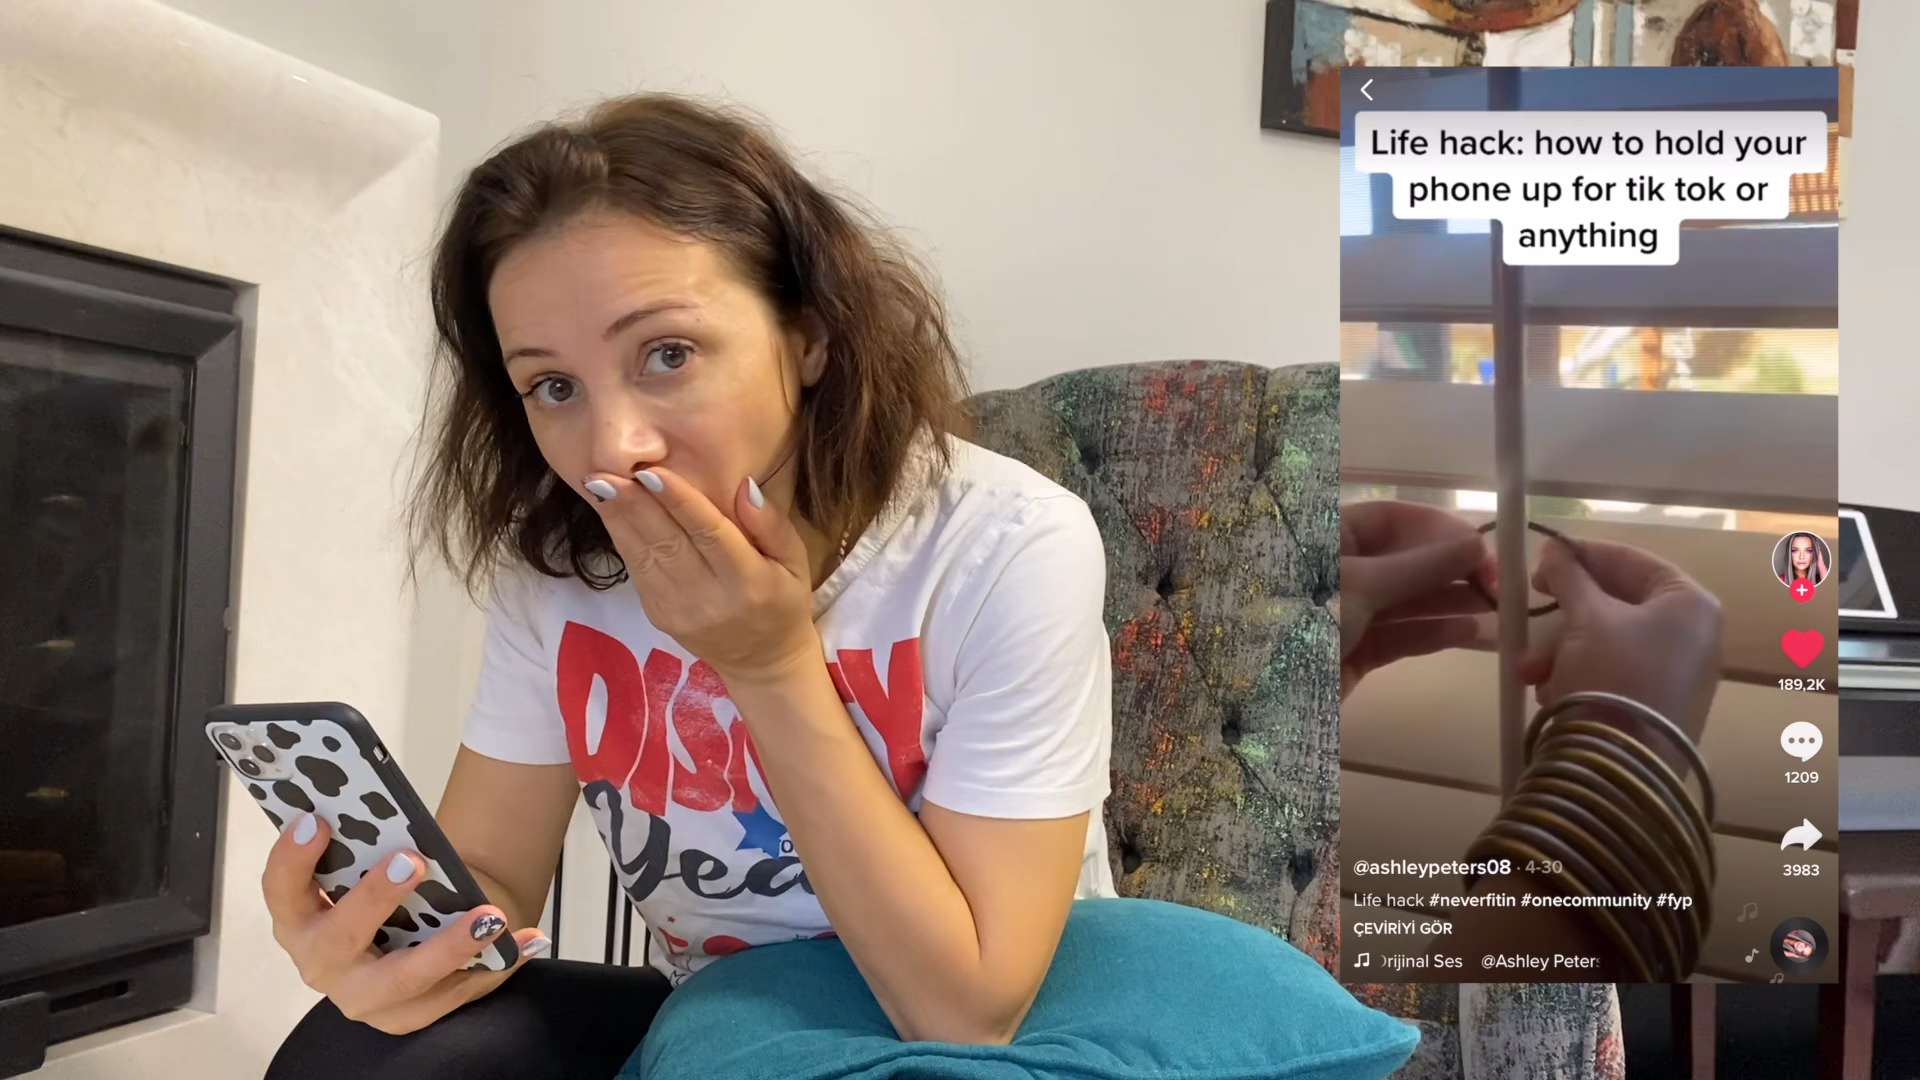 Life hack: how to hold your
phone up for tik tok or
anything
189,2K
1209
3983
@ashleypeters08 · 4-30
Life hack #neverfitin #onecommunity #fyp
ÇEVİRİYİ GÖR
rijinal Ses @Ashley Peters
Yea